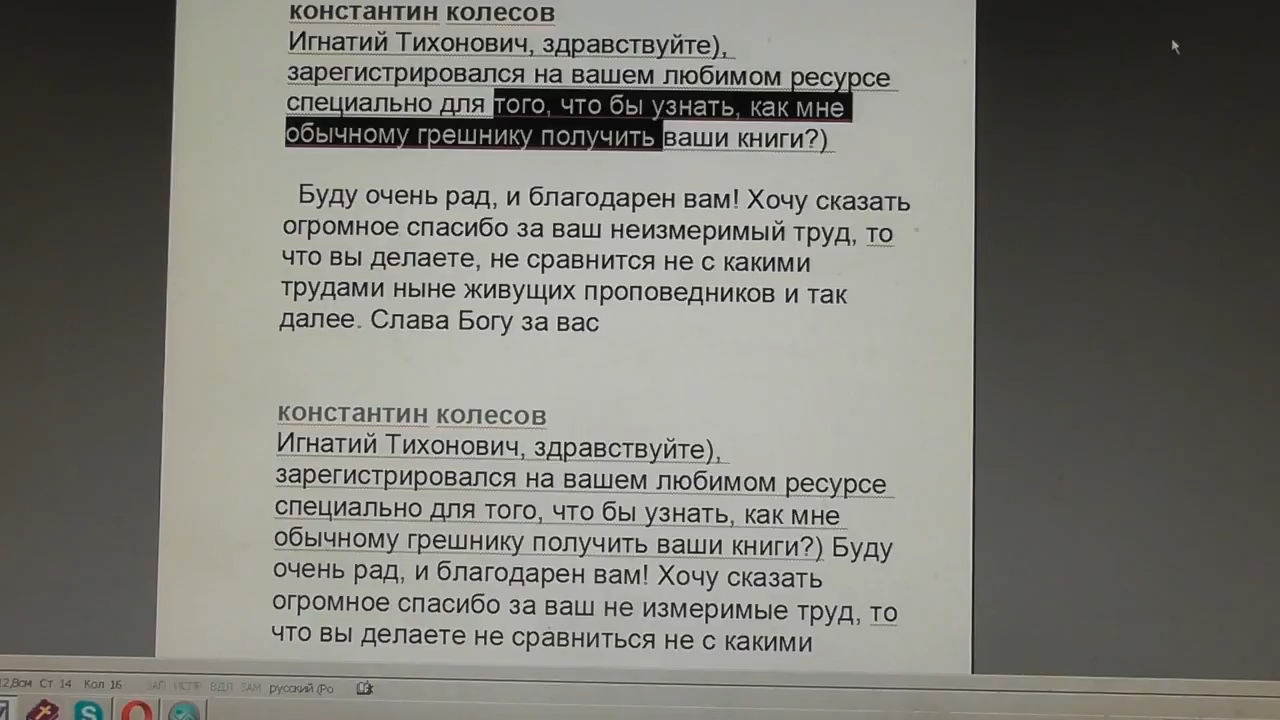 константин колесов
Игнатий Тихонович, здравствуйте),
зарегистрировался на вашем любимом ресурсе
специально для того, что бы узнать, как мне
обычному грешнику получить ваши книги?)
Буду очень рад, и благодарен вам! Хочу сказать
огромное спасибо за ваш неизмеримый труд, то
что вы делаете, не сравнится не с какими
трудами ныне живущих проповедников и так
далее. Слава Богу за вас
константин колесов
Игнатий Тихонович, здравствуйте),
зарегистрировался на вашем любимом ресурсе
специально для того, что бы узнать, как мне
обычному грешнику получить ваши книги?) Буду
очень рад, и благодарен вам! Хочу сказать
огромное спасибо за ваш не измеримые труд, то
что вы делаете не сравниться не с какими
Ст 14 Кол 16 ЗАП ИСПР ВДЛ ЗАМ русский (Ро